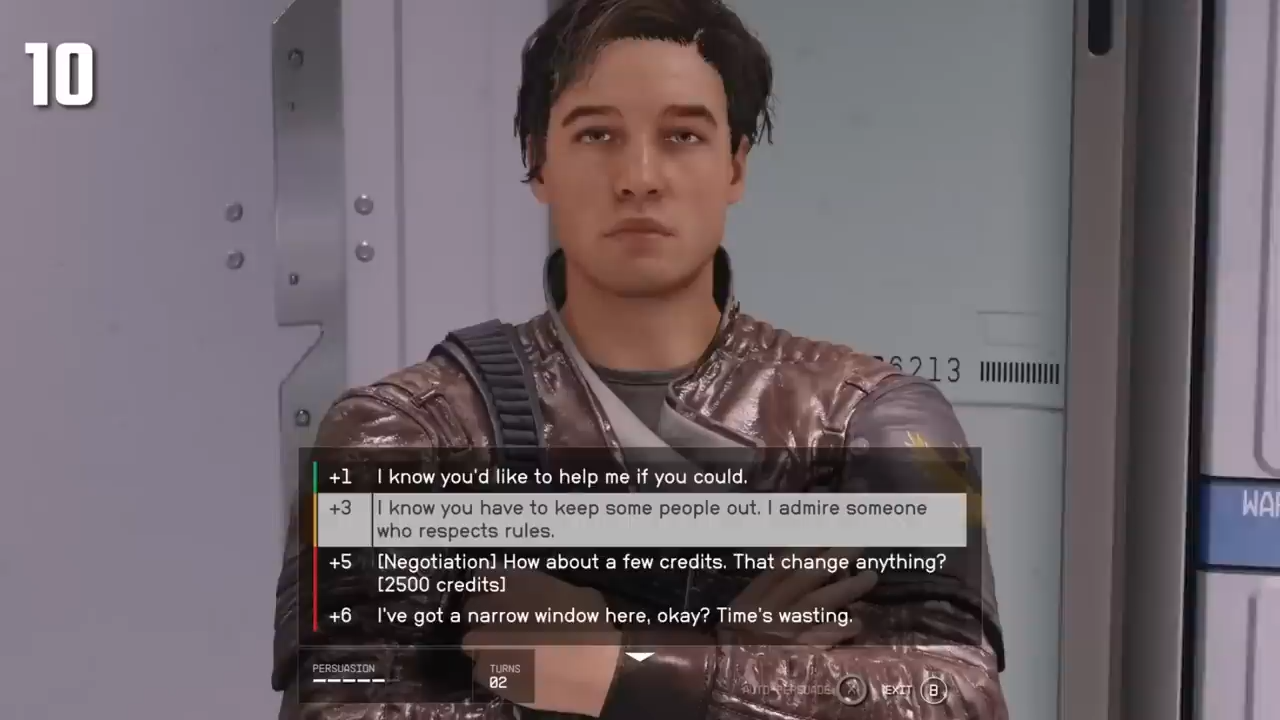 10
6213
+1 I know you'd like to help me if you could.
+3 I know you have to keep some people out. I admire someone
who respects rules.
+5 [Negotiation] How about a few credits. That change anything?
[2500 credits]
+6 I've got a narrow window here, okay? Time's wasting.
PERSUASION
TURNS
02
AUTO-PERSUADE X EXIT B